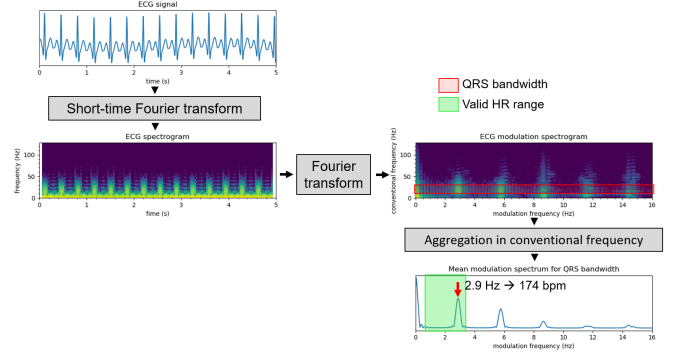 ECG signal
0 1 2 3 4 5
time (s)
Short-time Fourier transform
QRS bandwidth
Valid HR range
ECG spectrogram
100
50
0
frequency (Hz)
0 1 2 3 4 5
time (s)
Fourier
transform
ECG modulation spectrogram
100
50
0
conventional frequency (Hz)
0 2 4 6 8 10 12 14 16
modulation frequency (Hz)
Aggregation in conventional frequency
Mean modulation spectrum for QRS bandwidth
2.9 Hz → 174 bpm
0 2 4 6 8 10 12 14 16
modulation frequency (Hz)